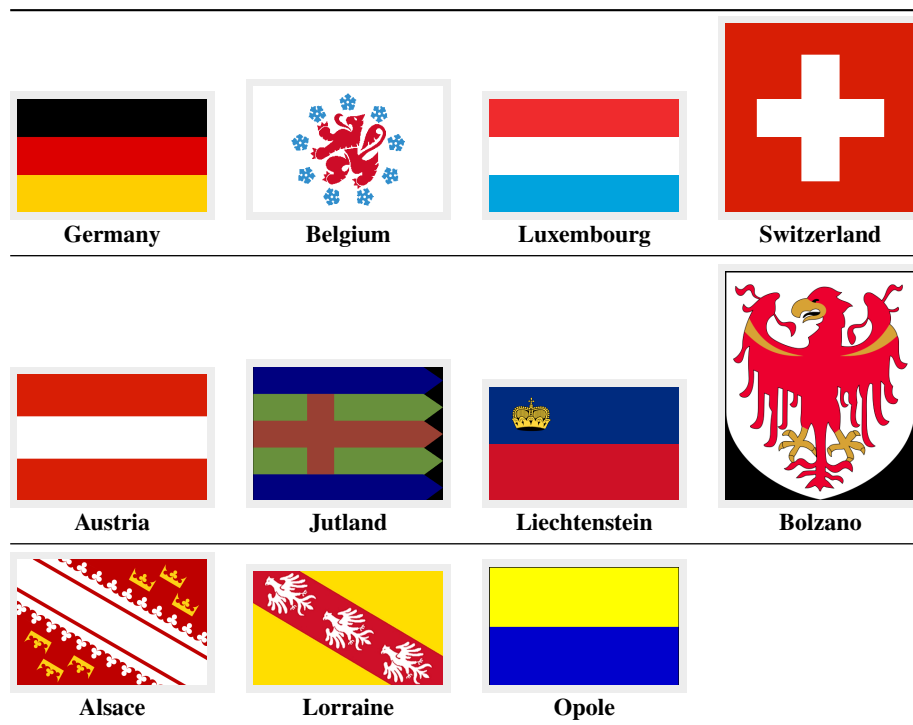 Germany Belgium Luxembourg Switzerland
Austria Jutland Liechtenstein Bolzano
Alsace Lorraine Opole